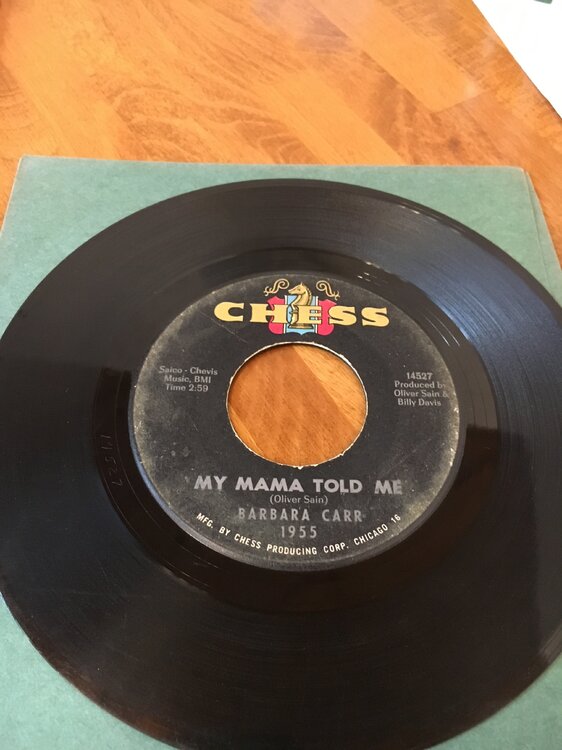 CHESS
Saico - Chevis
Music, BMI
Time 2:59
14527
Produced by
Oliver Sain &
Billy Davis
MY MAMA TOLD ME
(Oliver Sain)
BARBARA CARR
1955
MFG. BY CHESS PRODUCING CORP. CHICAGO 16